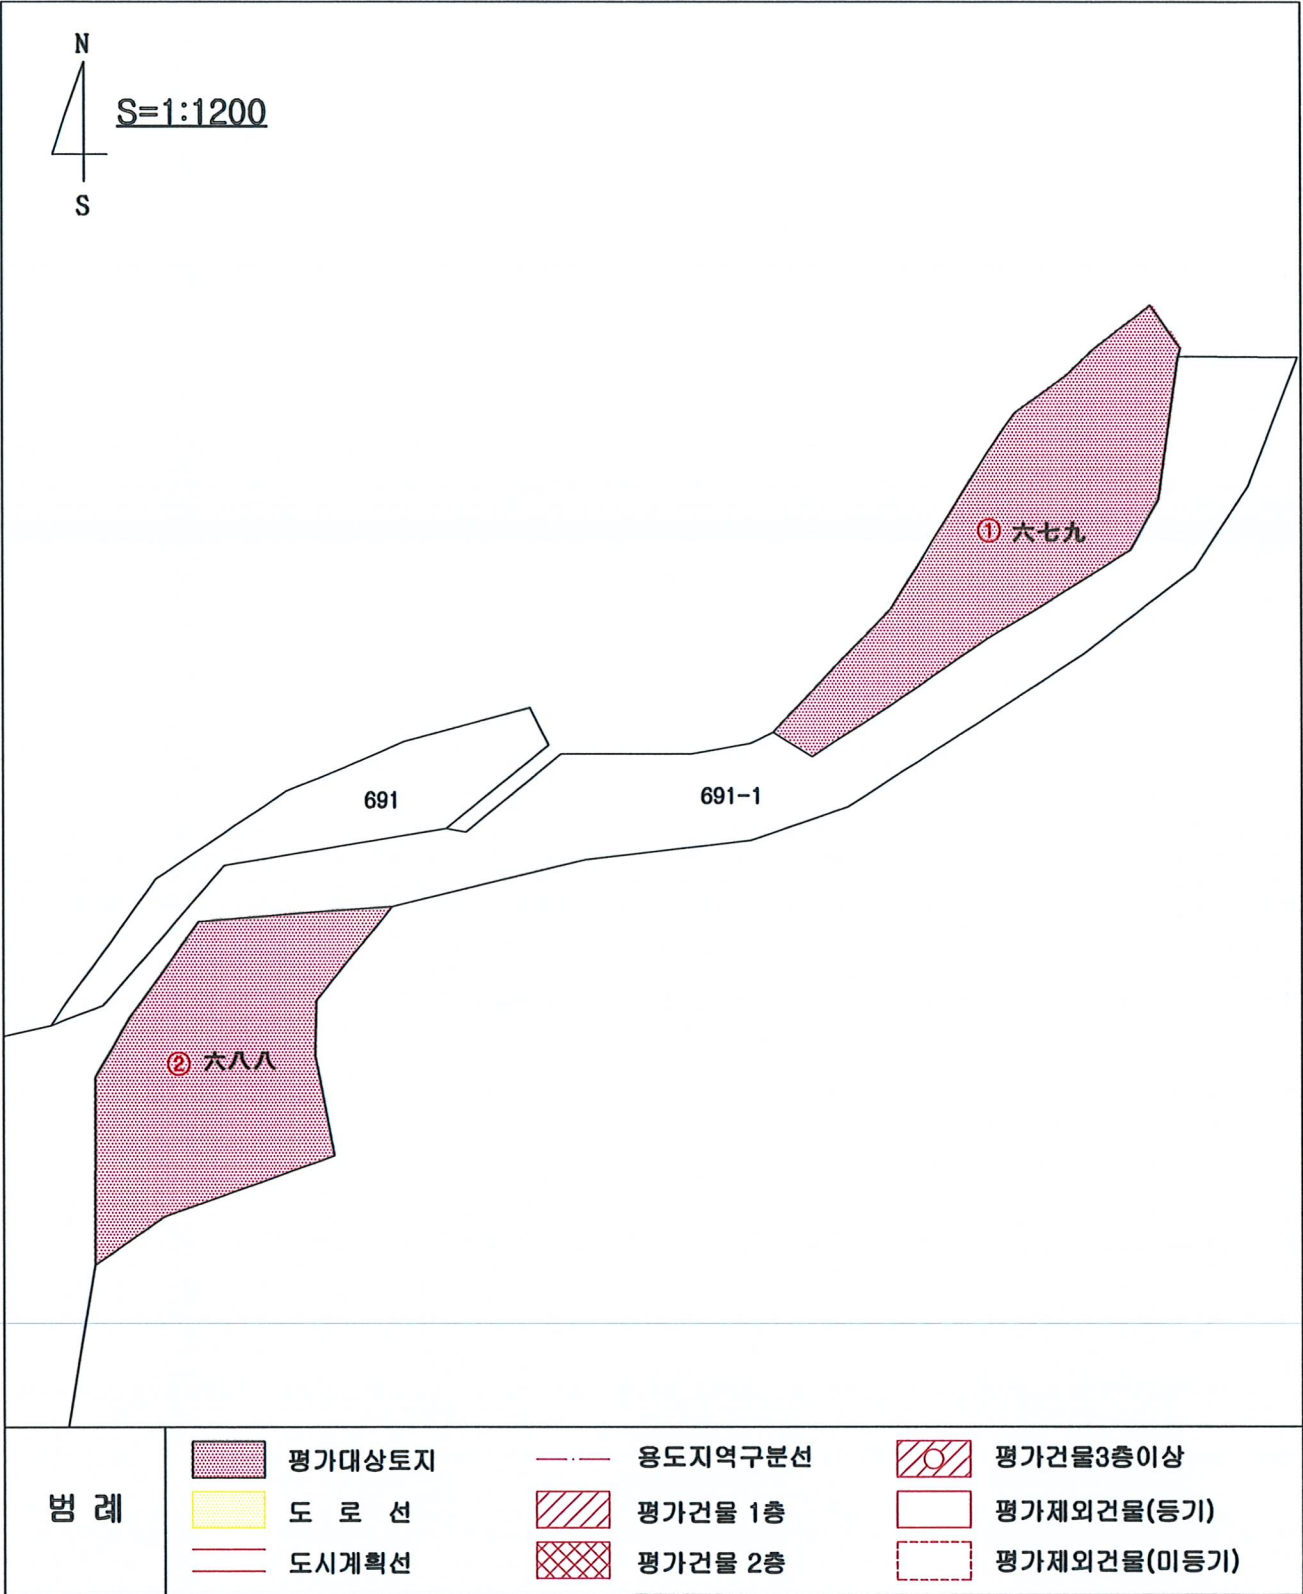 N
S=1:1200
S
① 六七九
691
691-1
② 六八八
범 례
평가대상토지
용도지역구분선
평가건물3층이상
도 로 선
평가건물 1층
평가제외건물(등기)
도시계획선
평가건물 2층
평가제외건물(미등기)